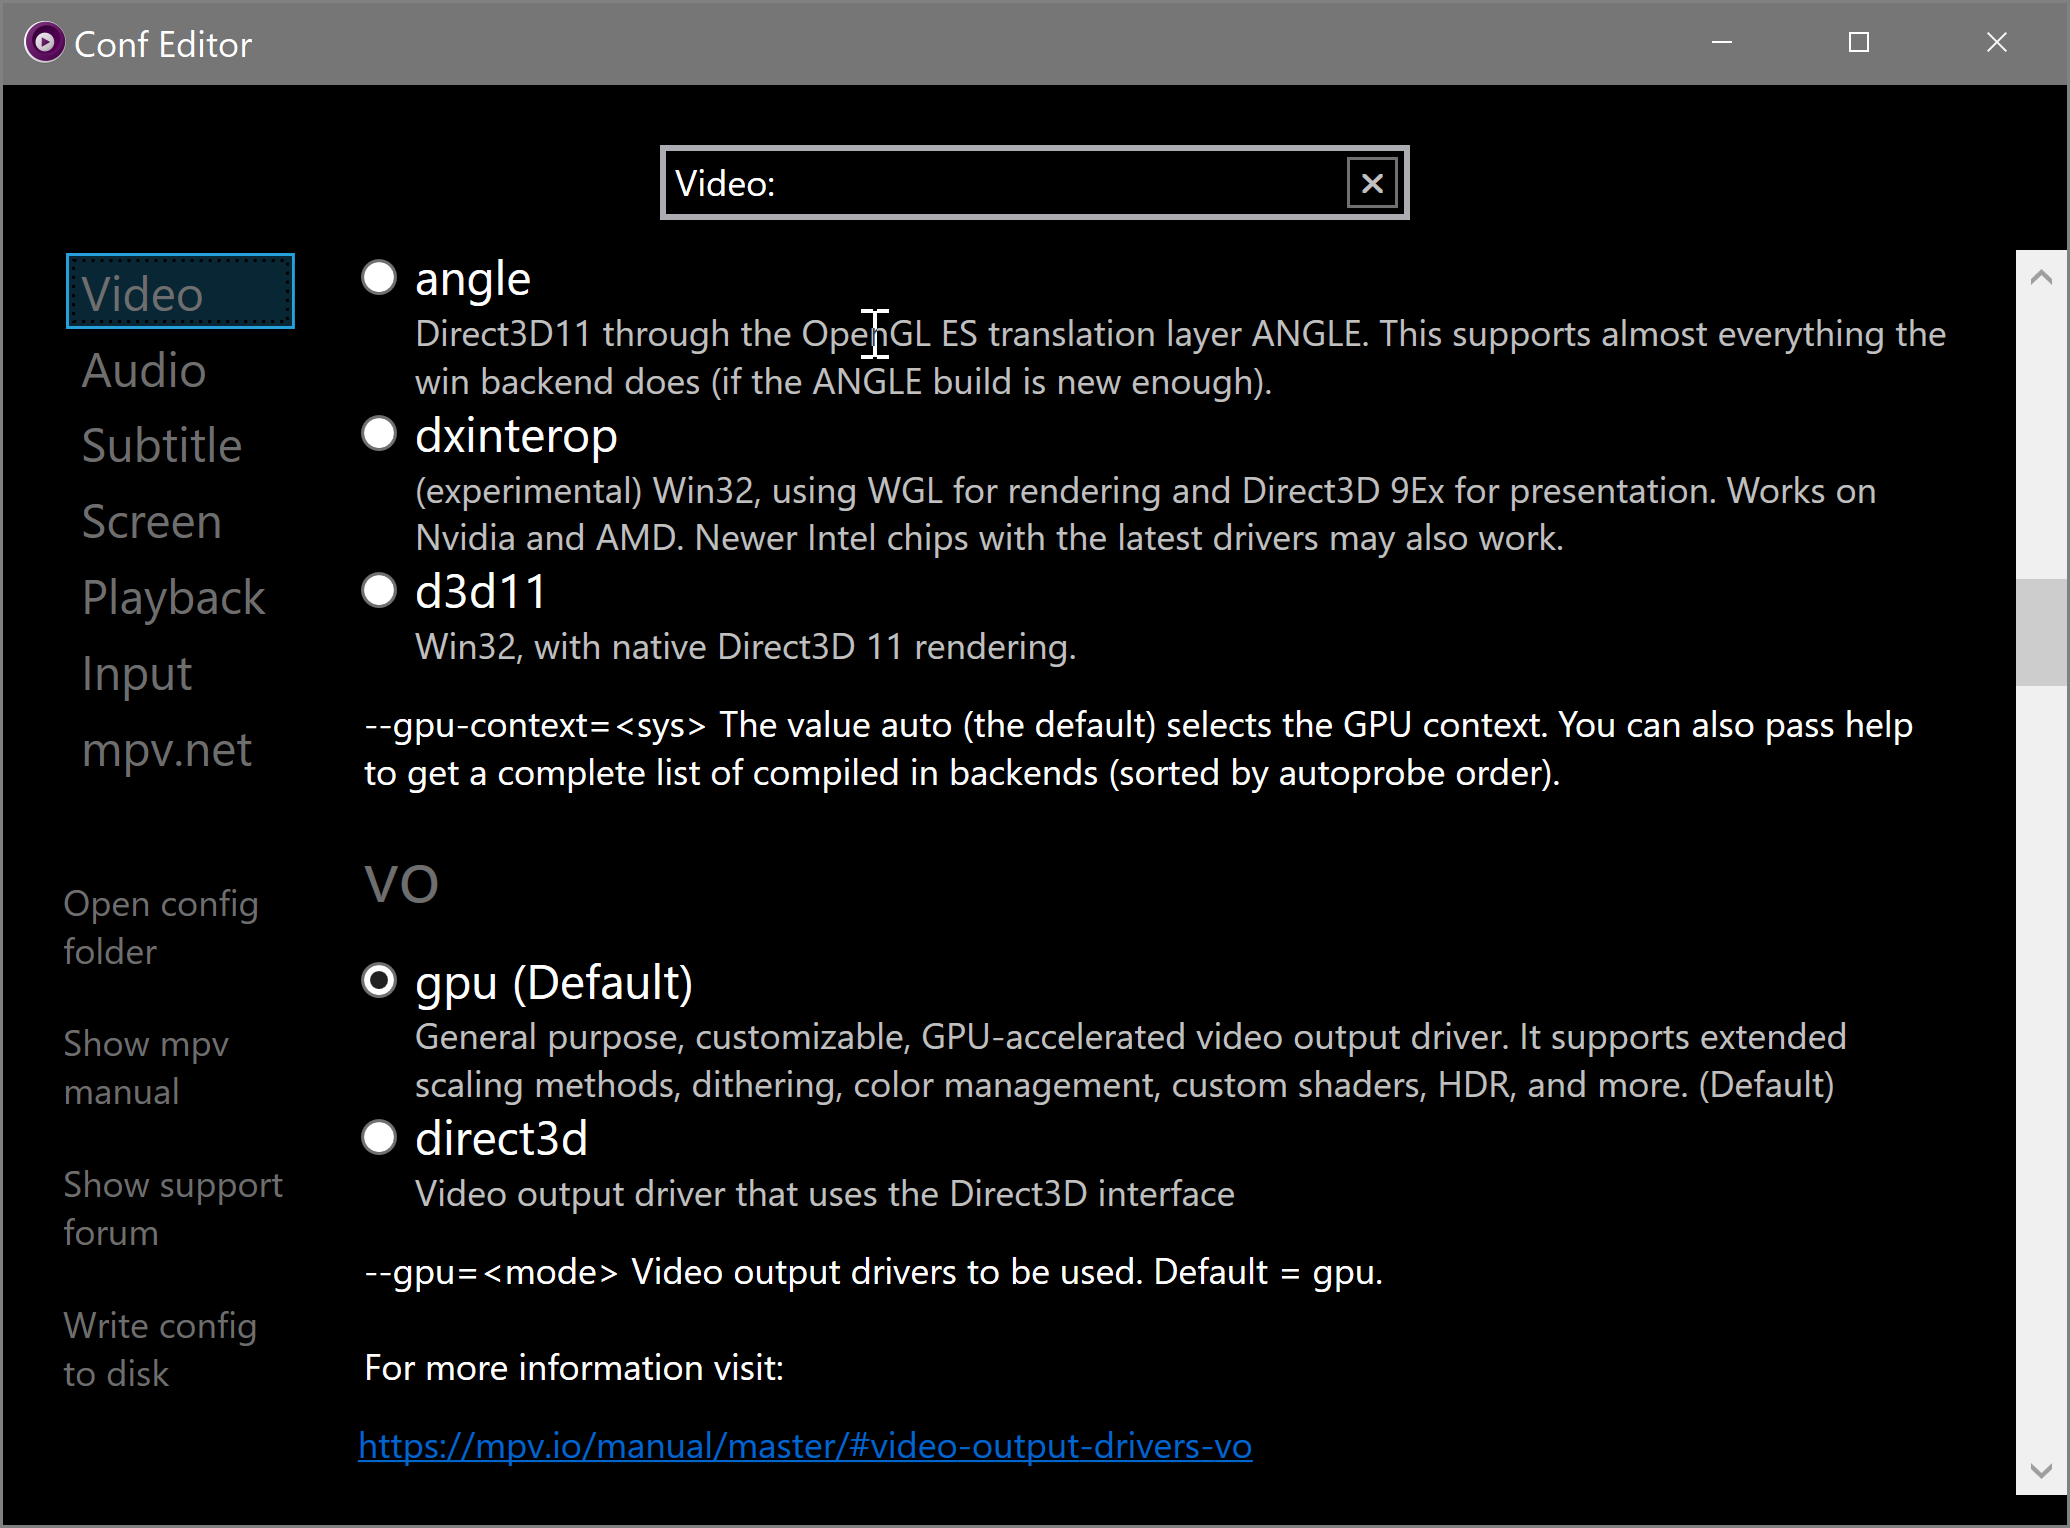 Conf Editor
Video:
Video
Audio
Subtitle
Screen
Playback
Input
mpv.net
Open config
folder
Show mpv
manual
Show support
forum
Write config
to disk
angle
Direct3D11 through the OpenGL ES translation layer ANGLE. This supports almost everything the
win backend does (if the ANGLE build is new enough).
dxinterop
(experimental) Win32, using WGL for rendering and Direct3D 9Ex for presentation. Works on
Nvidia and AMD. Newer Intel chips with the latest drivers may also work.
d3d11
Win32, with native Direct3D 11 rendering.
--gpu-context=<sys> The value auto (the default) selects the GPU context. You can also pass help
to get a complete list of compiled in backends (sorted by autoprobe order).
vo
gpu (Default)
General purpose, customizable, GPU-accelerated video output driver. It supports extended
scaling methods, dithering, color management, custom shaders, HDR, and more. (Default)
direct3d
Video output driver that uses the Direct3D interface
--gpu=<mode> Video output drivers to be used. Default = gpu.
For more information visit:
https://mpv.io/manual/master/#video-output-drivers-vo